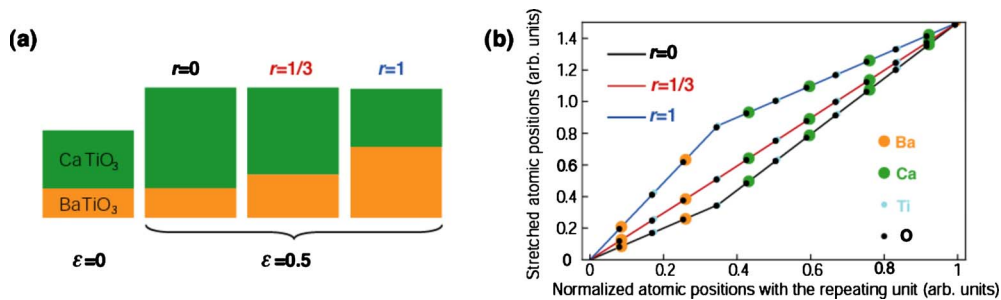 (a)
r=0
r=1/3
r=1
CaTiO₃
BaTiO₃
ε=0
ε=0.5
(b)
Stretched atomic positions (arb. units)
1.4
1.2
1.0
0.8
0.6
0.4
0.2
0
r=0
r=1/3
r=1
Ba
Ca
Ti
O
0 0.2 0.4 0.6 0.8 1
Normalized atomic positions with the repeating unit (arb. units)